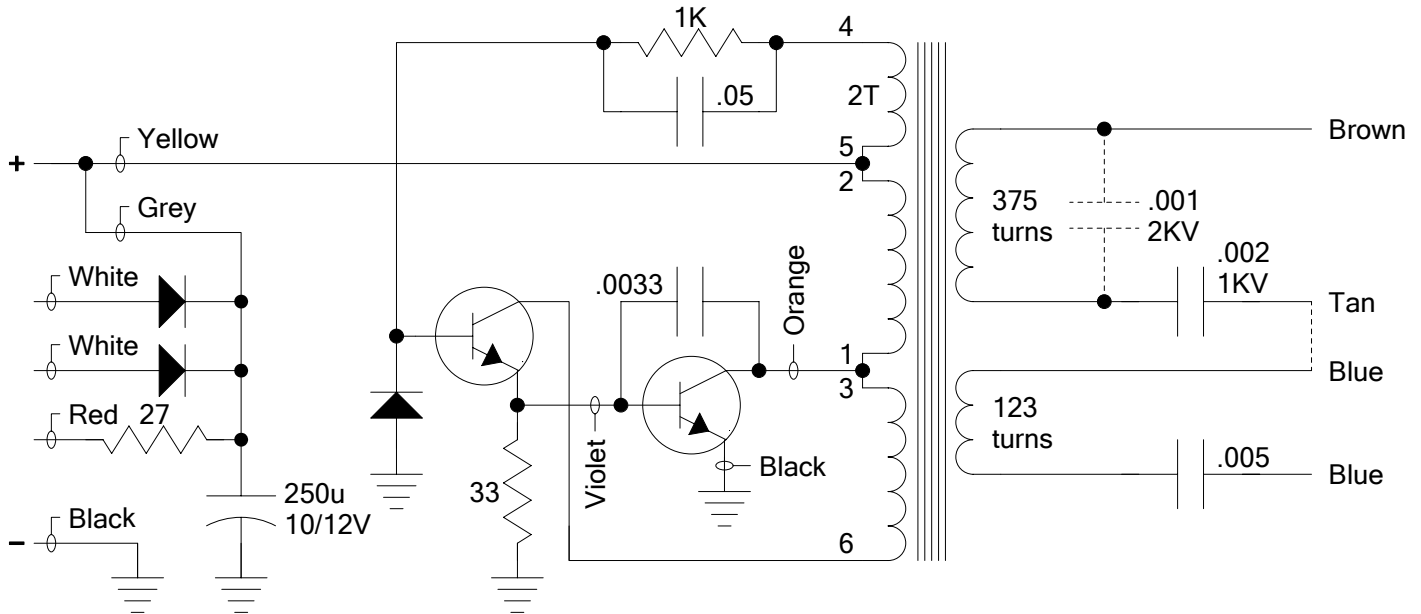 1K
4
.05
2T
Yellow
+
5
2
Grey
White
.0033
Orange
White
1
3
Red 27
Violet
Black
33
250u
10/12V
Black
−
6
Brown
375
turns
.001
2KV
.002
1KV
Tan
Blue
123
turns
.005
Blue